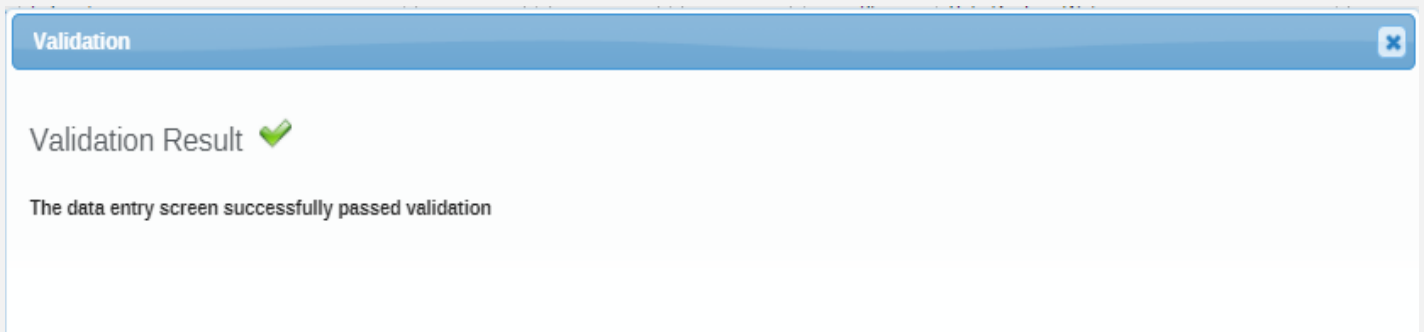 Validation
Validation Result
The data entry screen successfully passed validation